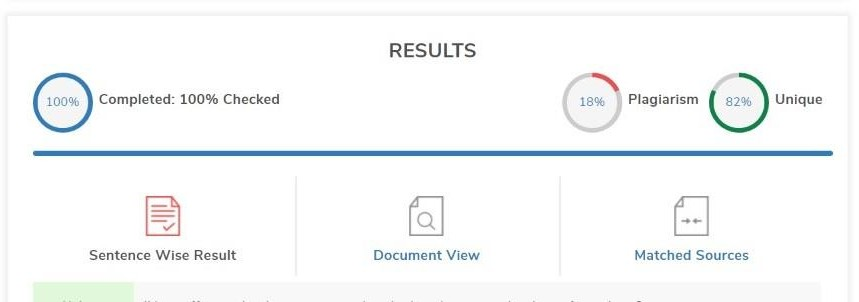 RESULTS
100% Completed: 100% Checked
18% Plagiarism 82% Unique
Sentence Wise Result Document View Matched Sources